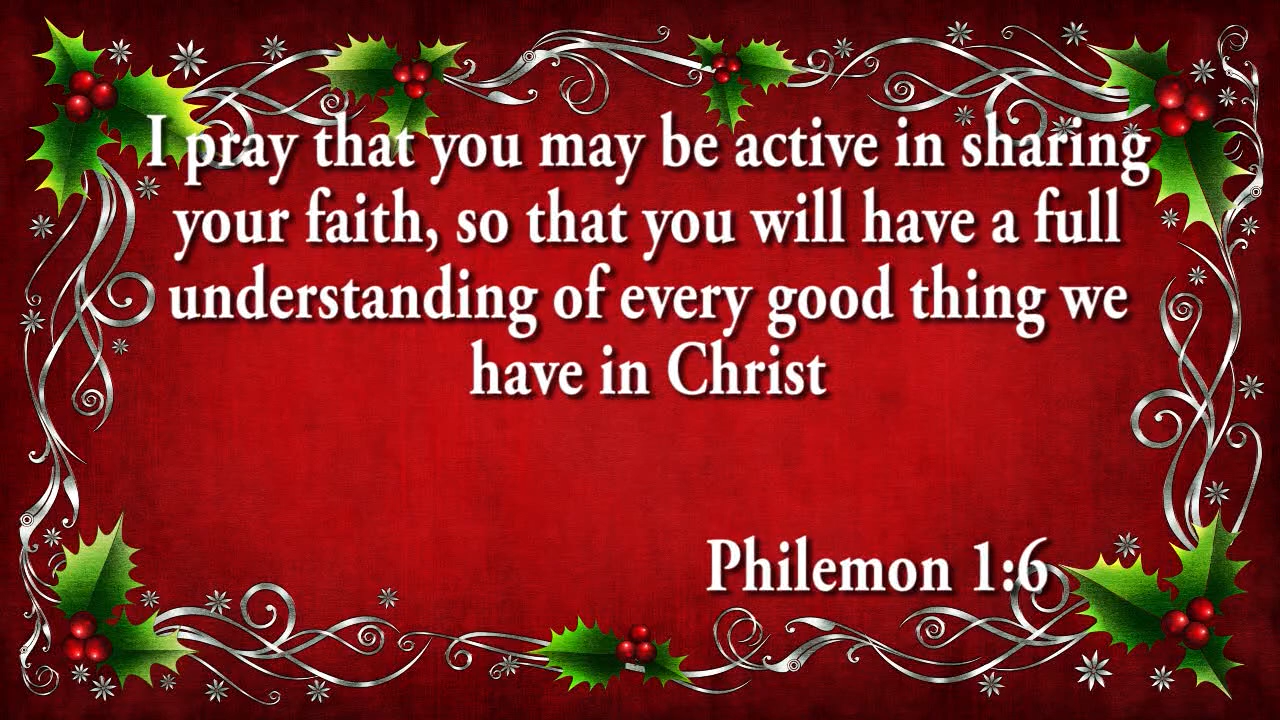 I pray that you may be active in sharing
your faith, so that you will have a full
understanding of every good thing we
have in Christ
Philemon 1:6